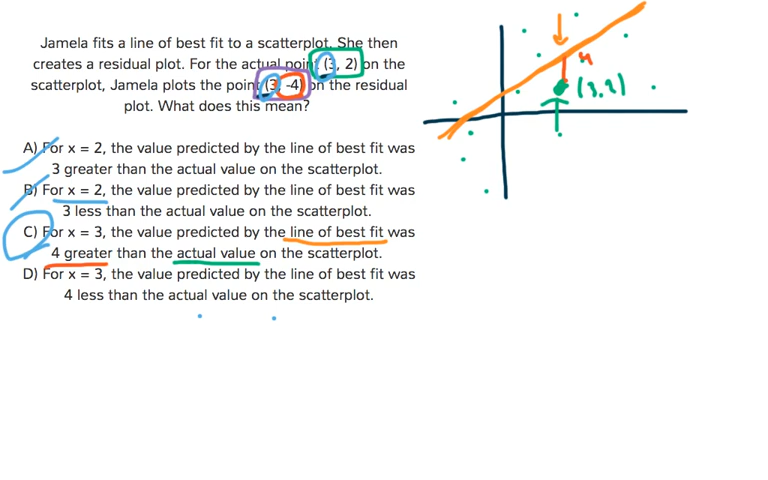 Jamela fits a line of best fit to a scatterplot. She then
creates a residual plot. For the actual point (3, 2) on the
scatterplot, Jamela plots the point (3, -4) on the residual
plot. What does this mean?
A) For x = 2, the value predicted by the line of best fit was
3 greater than the actual value on the scatterplot.
B) For x = 2, the value predicted by the line of best fit was
3 less than the actual value on the scatterplot.
C) For x = 3, the value predicted by the line of best fit was
4 greater than the actual value on the scatterplot.
D) For x = 3, the value predicted by the line of best fit was
4 less than the actual value on the scatterplot.
4
(3,2)